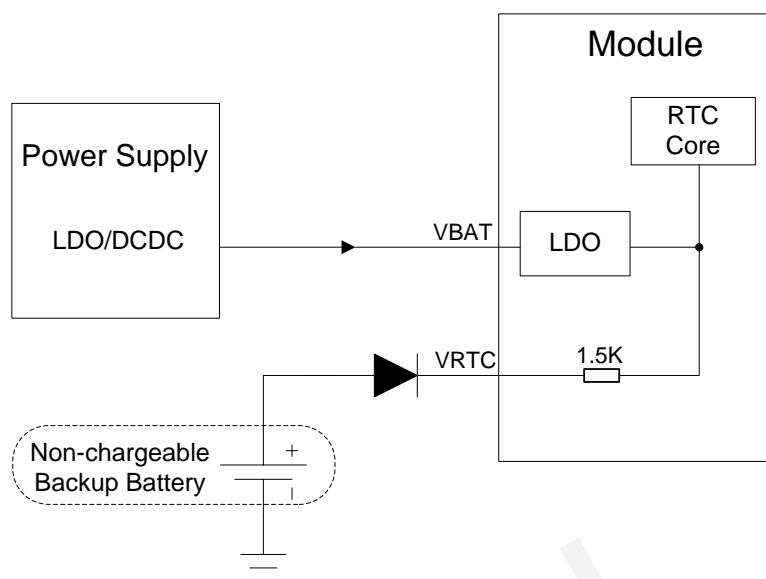 Module
RTC
Core
Power Supply
LDO/DCDC
VBAT
LDO
VRTC
1.5K
Non-chargeable
Backup Battery
+